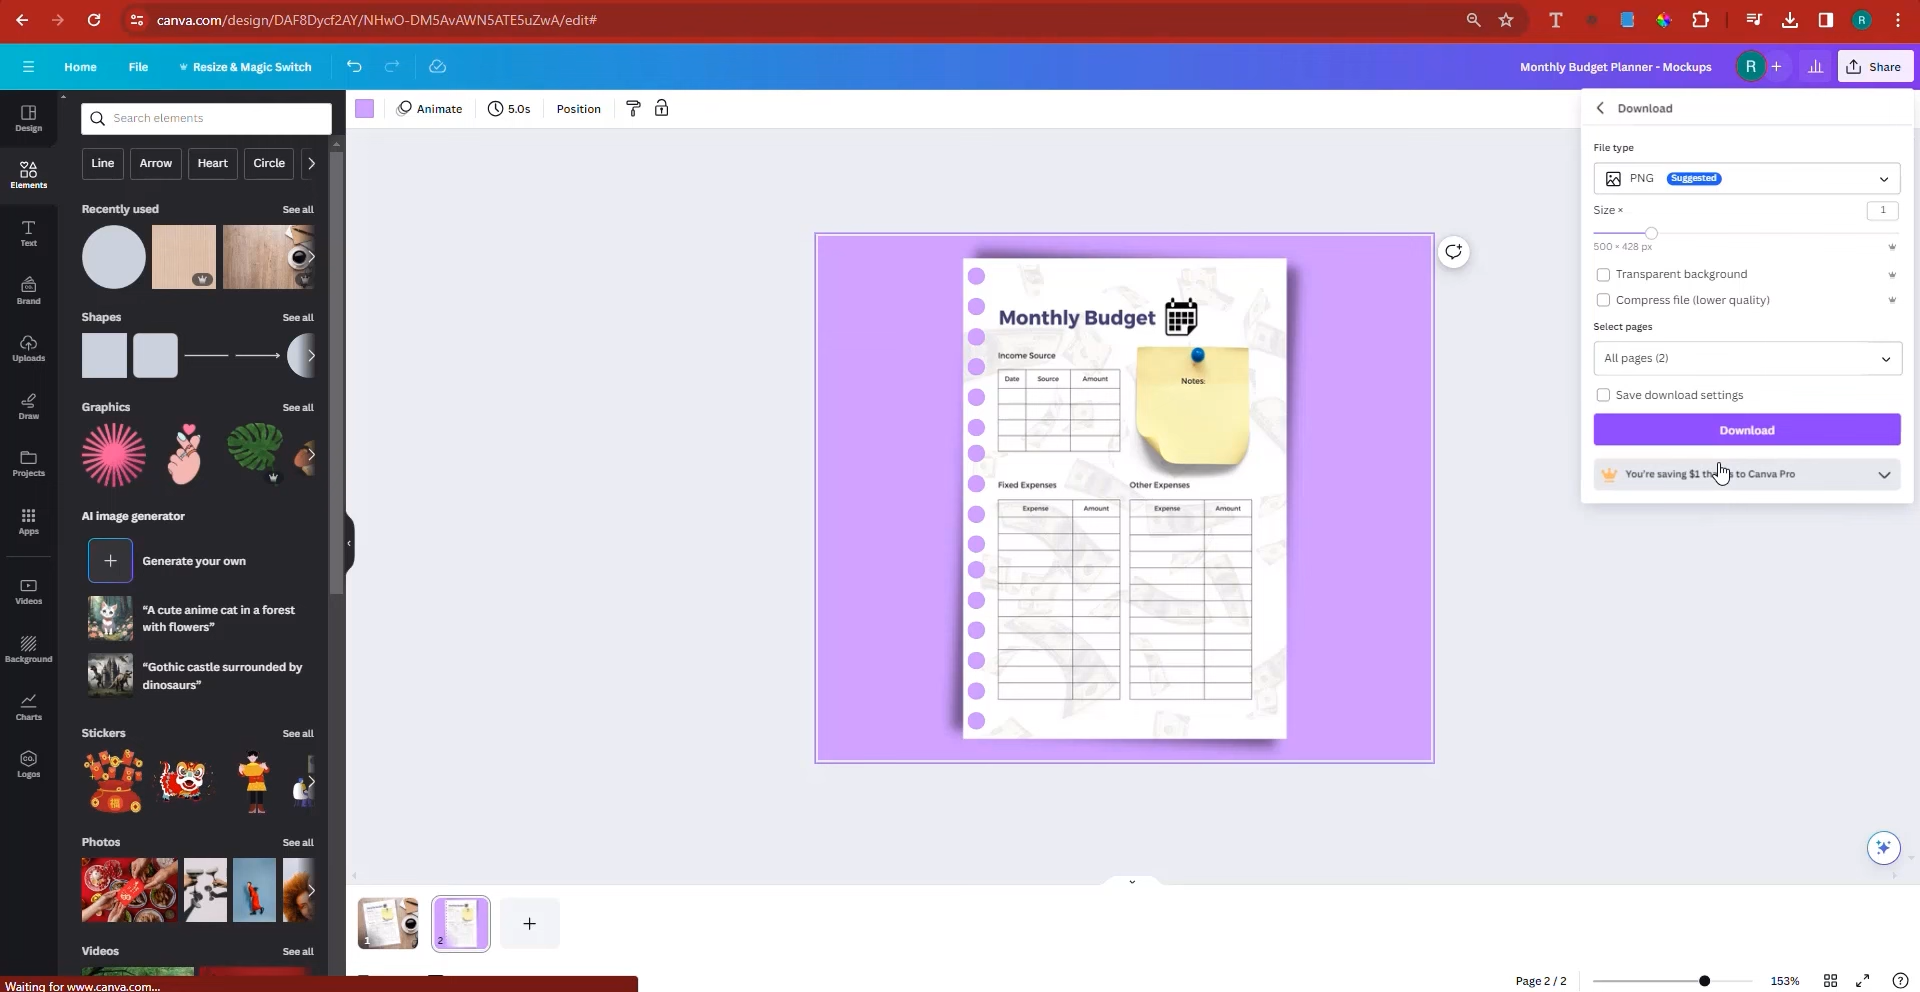 canva.com/design/DAF8Dycf2AY/NHwO-DM5AvAWN5ATE5uZwA/edit#
R
Home
File
Resize & Magic Switch
Monthly Budget Planner - Mockups
R
Share
Design
Elements
Text
Brand
Uploads
Draw
Projects
Apps
Videos
Background
Charts
Logos
Search elements
Line
Arrow
Heart
Circle
Recently used
See all
Shapes
See all
Graphics
See all
AI image generator
Generate your own
“A cute anime cat in a forest
with flowers”
“Gothic castle surrounded by
dinosaurs”
Stickers
See all
Photos
See all
Videos
See all
Animate
5.0s
Position
Monthly Budget
Income Source
Date Source Amount
Notes:
Fixed Expenses
Other Expenses
Expense Amount
Expense Amount
Download
File type
PNG Suggested
Size ×
1
500 × 428 px
Transparent background
Compress file (lower quality)
Select pages
All pages (2)
Save download settings
Download
to Canva Pro
You're saving $1
1
2
Page 2 / 2
153%
Waiting for www.canva.com...